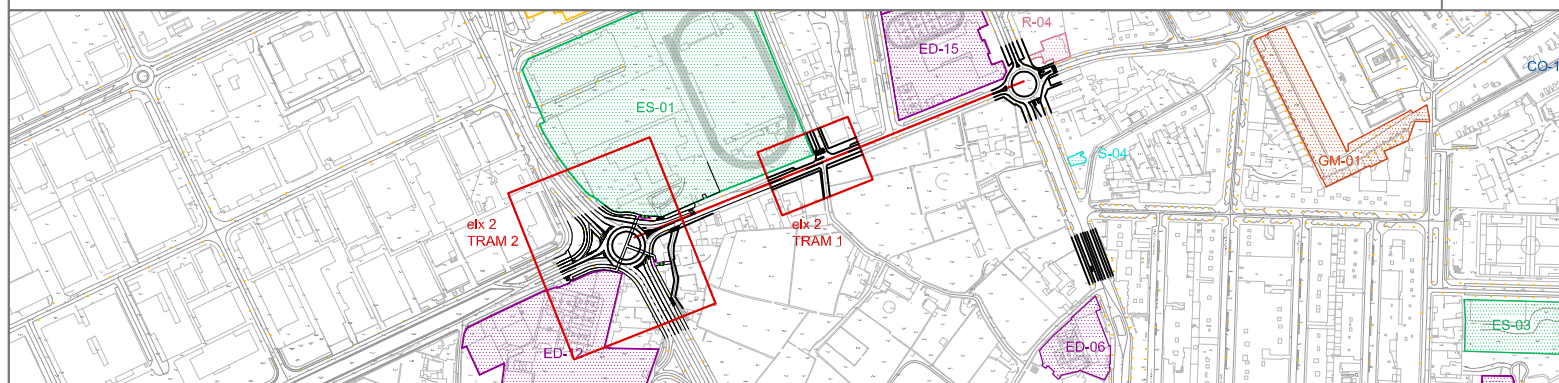 R-04
ED-15
CO-1
ES-01
S-04
GM-01
eix 2
TRAM 2
eix 2
TRAM 1
ES-03
ED-12
ED-06